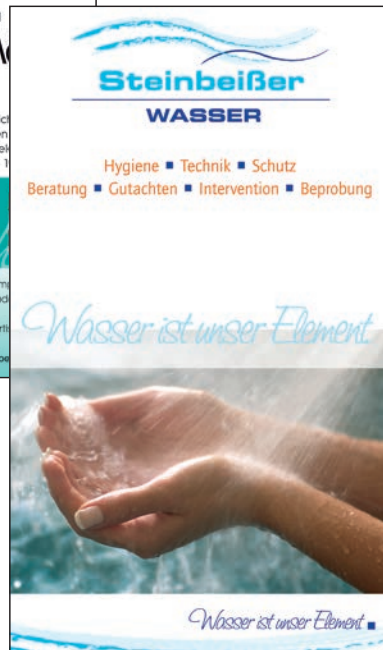 Steinbeißer
WASSER
Hygiene ▪ Technik ▪ Schutz
Beratung ▪ Gutachten ▪ Intervention ▪ Beprobung
Wasser ist unser Element
Wasser ist unser Element ▪